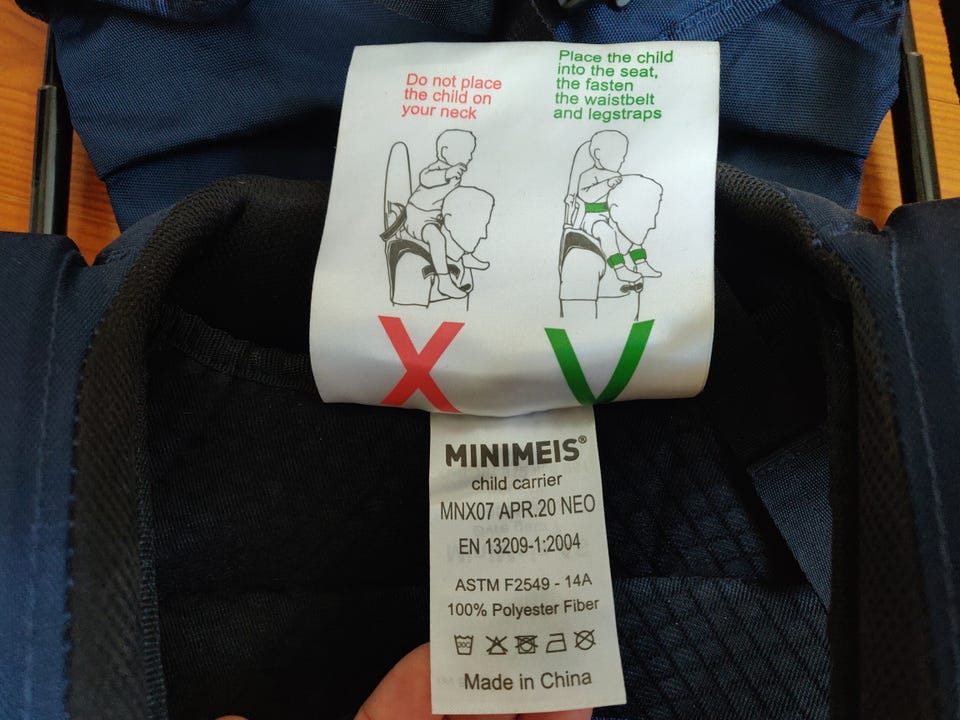 Do not place
the child on
your neck
Place the child
into the seat,
the fasten
the waistbelt
and legstraps
X V
MINIMEIS®
child carrier
MNX07 APR.20 NEO
EN 13209-1:2004
ASTM F2549 - 14A
100% Polyester Fiber
Made in China